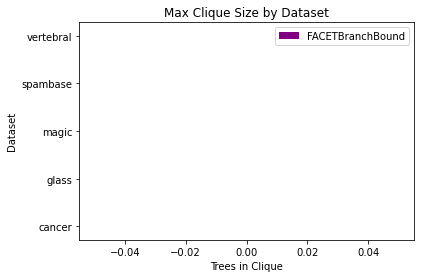 Max Clique Size by Dataset
FACETBranchBound
vertebral
spambase
magic
glass
cancer
Dataset
−0.04
−0.02
0.00
0.02
0.04
Trees in Clique